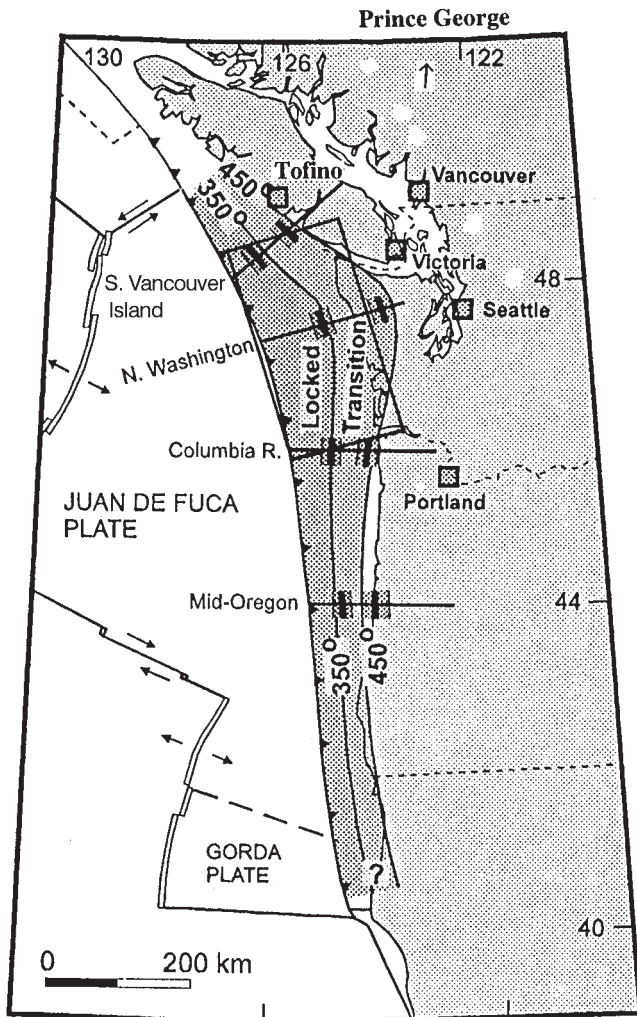 Prince George
130
126
122
Tofino
Vancouver
450°
350°
Victoria
48
S. Vancouver
Island
Seattle
N. Washington
Locked
Transition
Columbia R.
Portland
JUAN DE FUCA
PLATE
Mid-Oregon
44
350°
450°
GORDA
PLATE
?
40
0
200 km